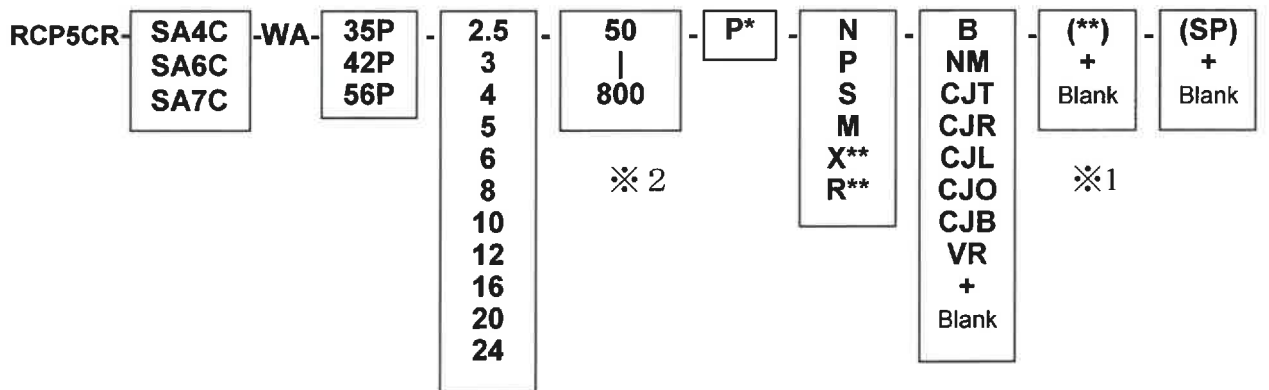 RCP5CR- SA4C -WA- 35P - 2.5 - 50 - P* - N - B - (**) - (SP)
SA6C 42P 3 | P NM + +
SA7C 56P 4 800 S CJT Blank Blank
5 M CJR
6 X** CJL
8 ※2 R** CJO ※1
10 CJB
12 VR
16 +
20 Blank
24